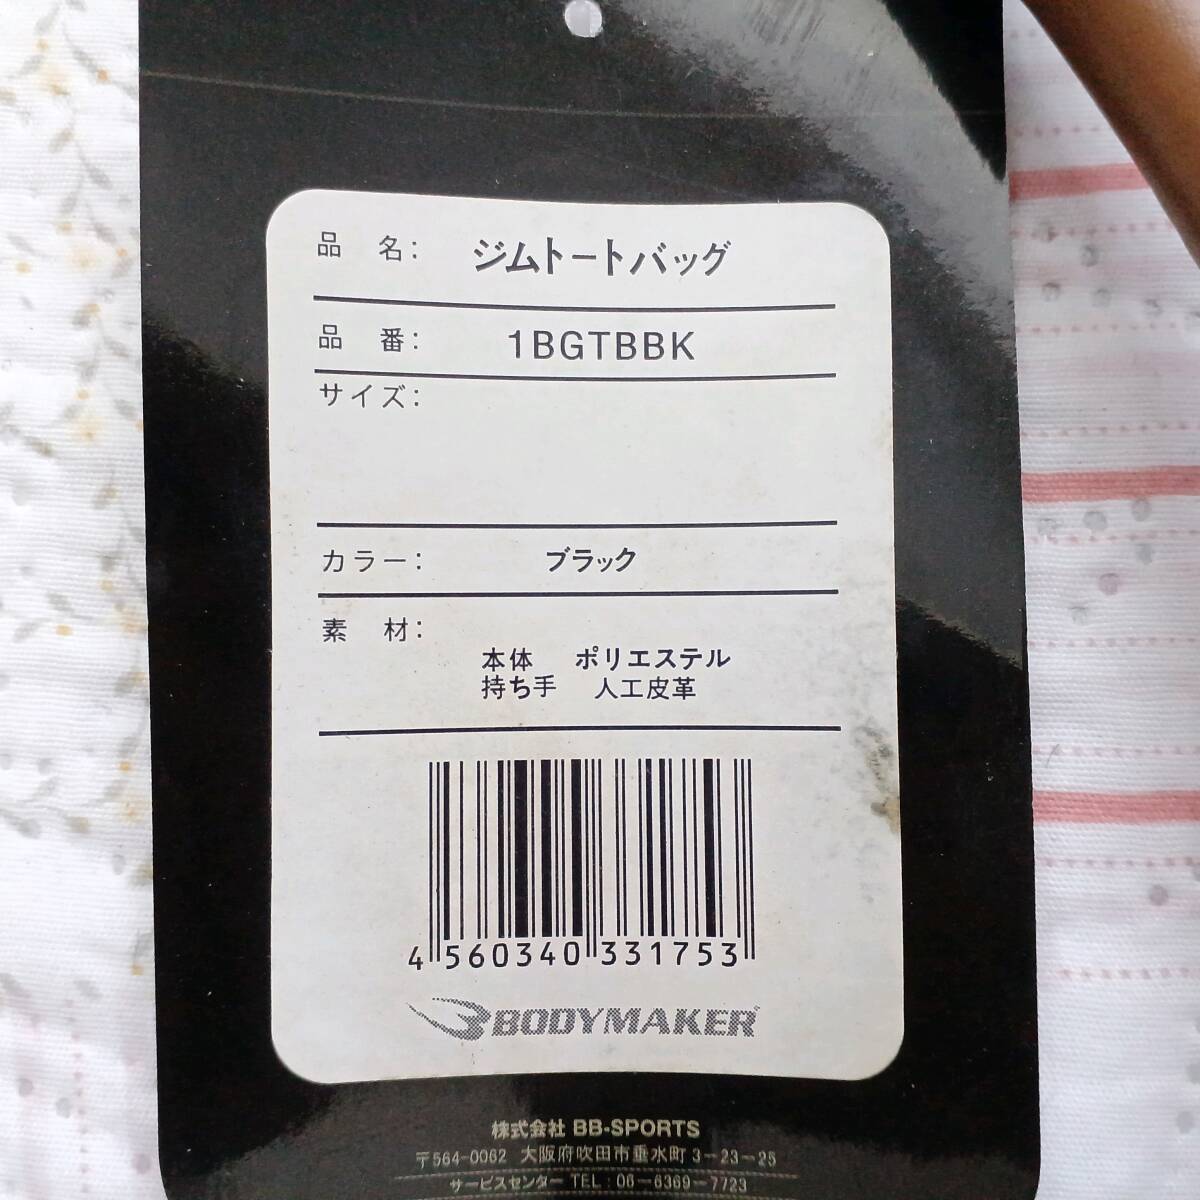 品 名: ジムトートバッグ
品 番: 1BGTBBK
サイズ:
カラー: ブラック
素 材:
本体 ポリエステル
持ち手 人工皮革
4 560340 331753
BODYMAKER
株式会社 BB-SPORTS
〒564-0062 大阪府吹田市垂水町3-23-25
サービスセンター TEL:06-6369-7723